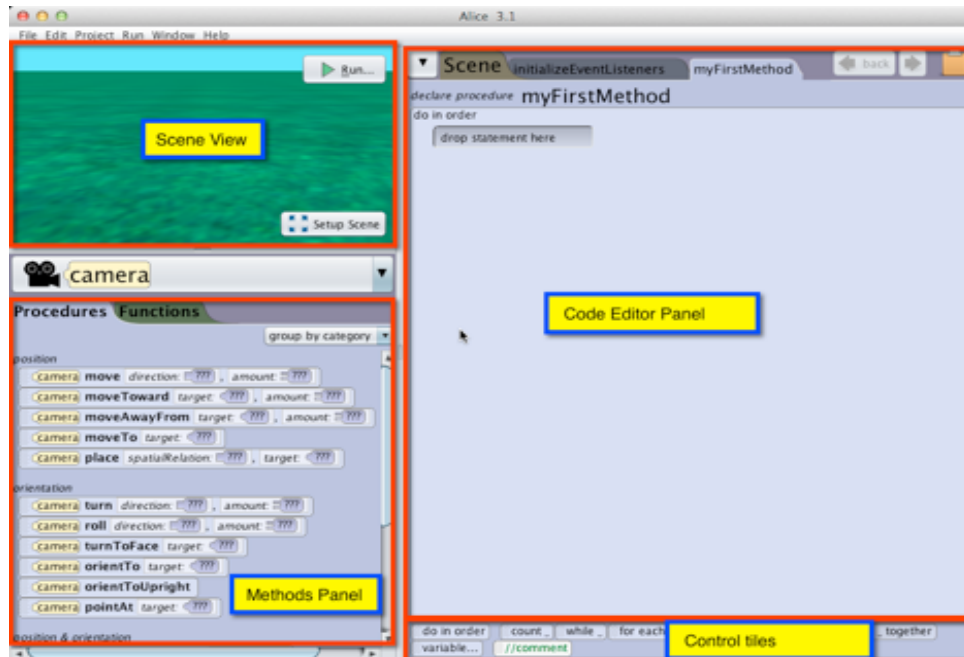 Alice 3.1
File Edit Project Run Window Help
Run...
Scene View
Setup Scene
camera
Procedures Functions
group by category
position
camera move direction: ??? , amount: ???
camera moveToward target: ??? , amount: ???
camera moveAwayFrom target: ??? , amount: ???
camera moveTo target: ???
camera place spatialRelation: ??? , target: ???
orientation
camera turn direction: ??? , amount: ???
camera roll direction: ??? , amount: ???
camera turnToFace target: ???
camera orientTo target: ???
camera orientToUpright
camera pointAt target: ???
Methods Panel
position & orientation
Scene initializeEventListeners myFirstMethod back
declare procedure myFirstMethod
do in order
drop statement here
Code Editor Panel
do in order count _ while _ for each _ together
variable... //comment
Control tiles